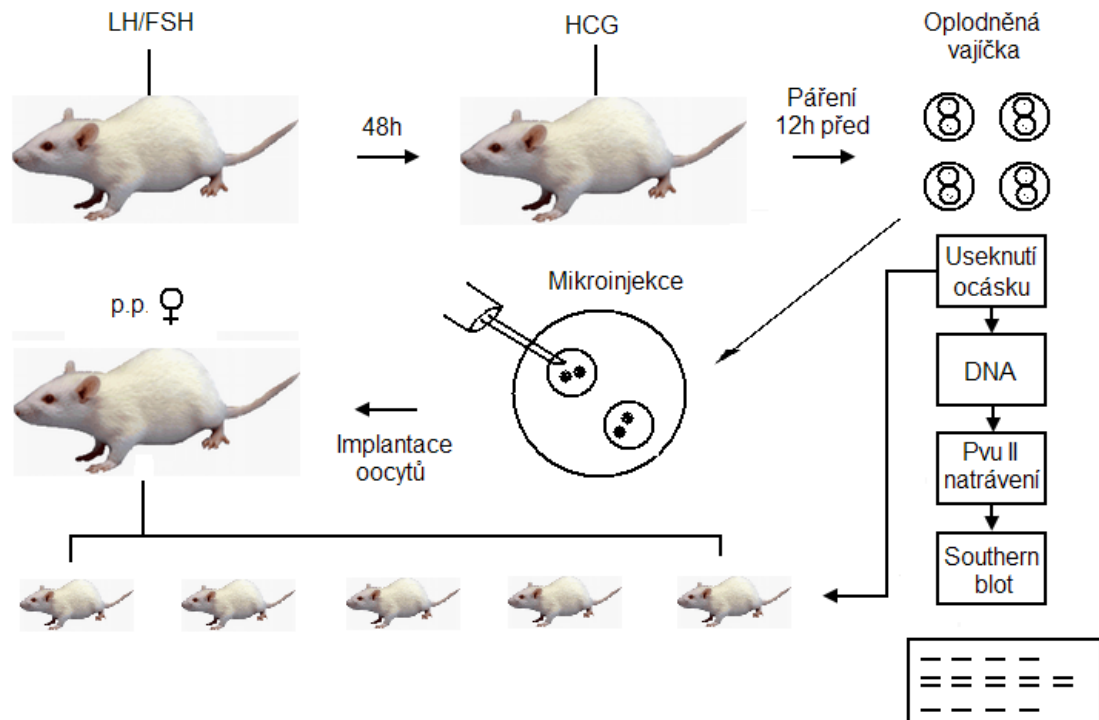 LH/FSH
HCG
Oplodněná
vajíčka
48h
Páření
12h před
p.p. ♀
Mikroinjekce
Useknutí
ocásku
DNA
Implantace
oocytů
Pvu II
natrávení
Southern
blot